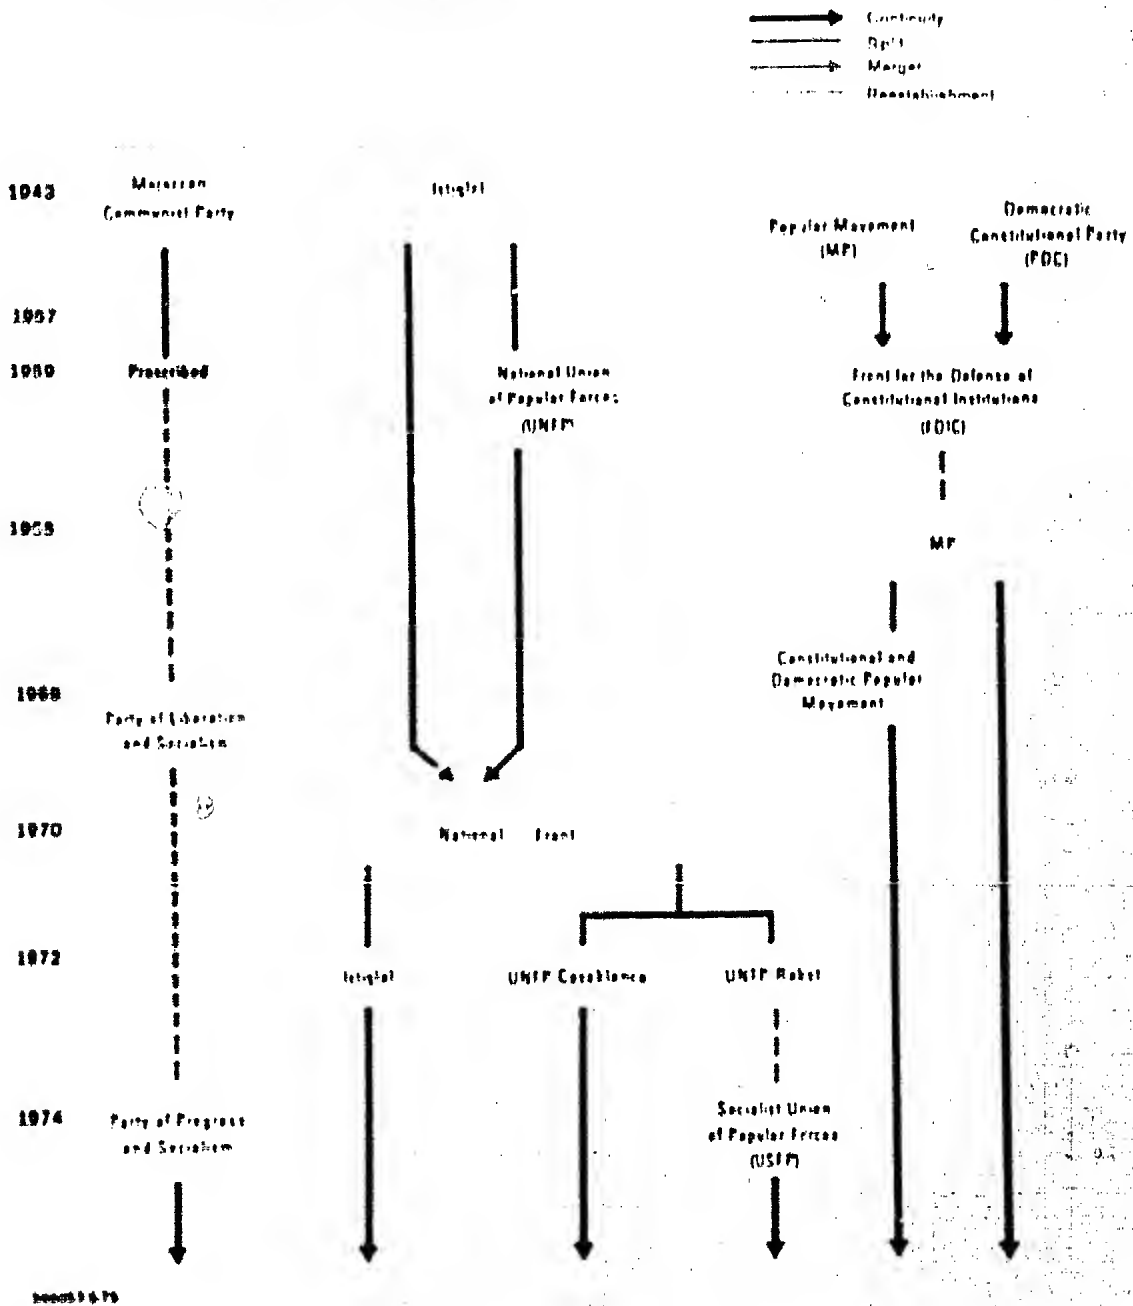 Continuity
Split
Merger
Reestablishment
1943
Moroccan
Communist Party
Istiqlal
Popular Movement
(MP)
Democratic
Constitutional Party
(PDC)
1957
1959
Proscribed
National Union
of Popular Forces
(UNFP)
Front for the Defense of
Constitutional Institutions
(FDIC)
MP
Constitutional and
Democratic Popular
Movement
1968
Party of Liberation
and Socialism
1970
National Front
1972
Istiqlal
UNFP Casablanca
UNFP Rabat
1974
Party of Progress
and Socialism
Socialist Union
of Popular Forces
(USFP)